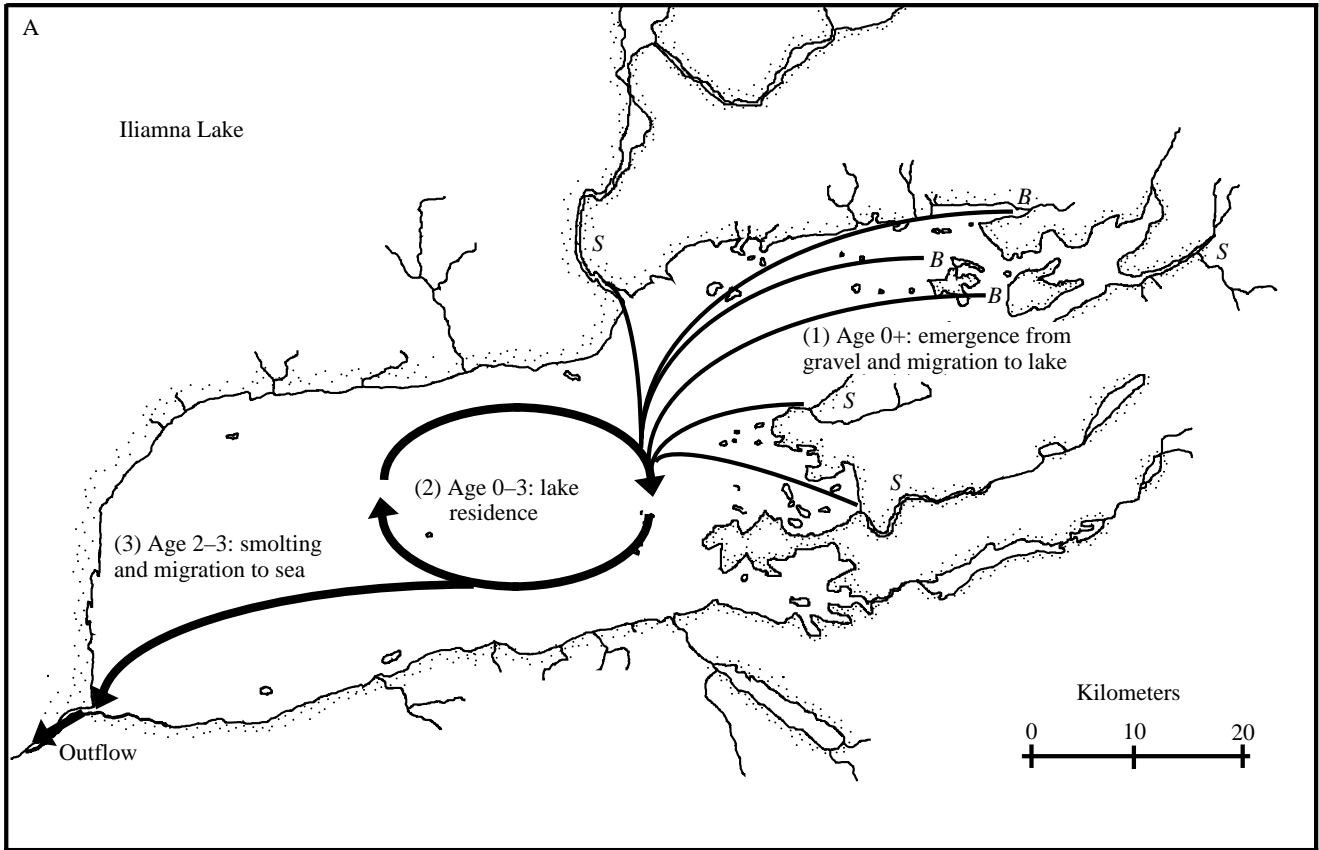 A
Iliamna Lake
B
S
B
S
B
(1) Age 0+: emergence from
gravel and migration to lake
S
(2) Age 0–3: lake
residence
S
(3) Age 2–3: smolting
and migration to sea
Kilometers
0 10 20
Outflow